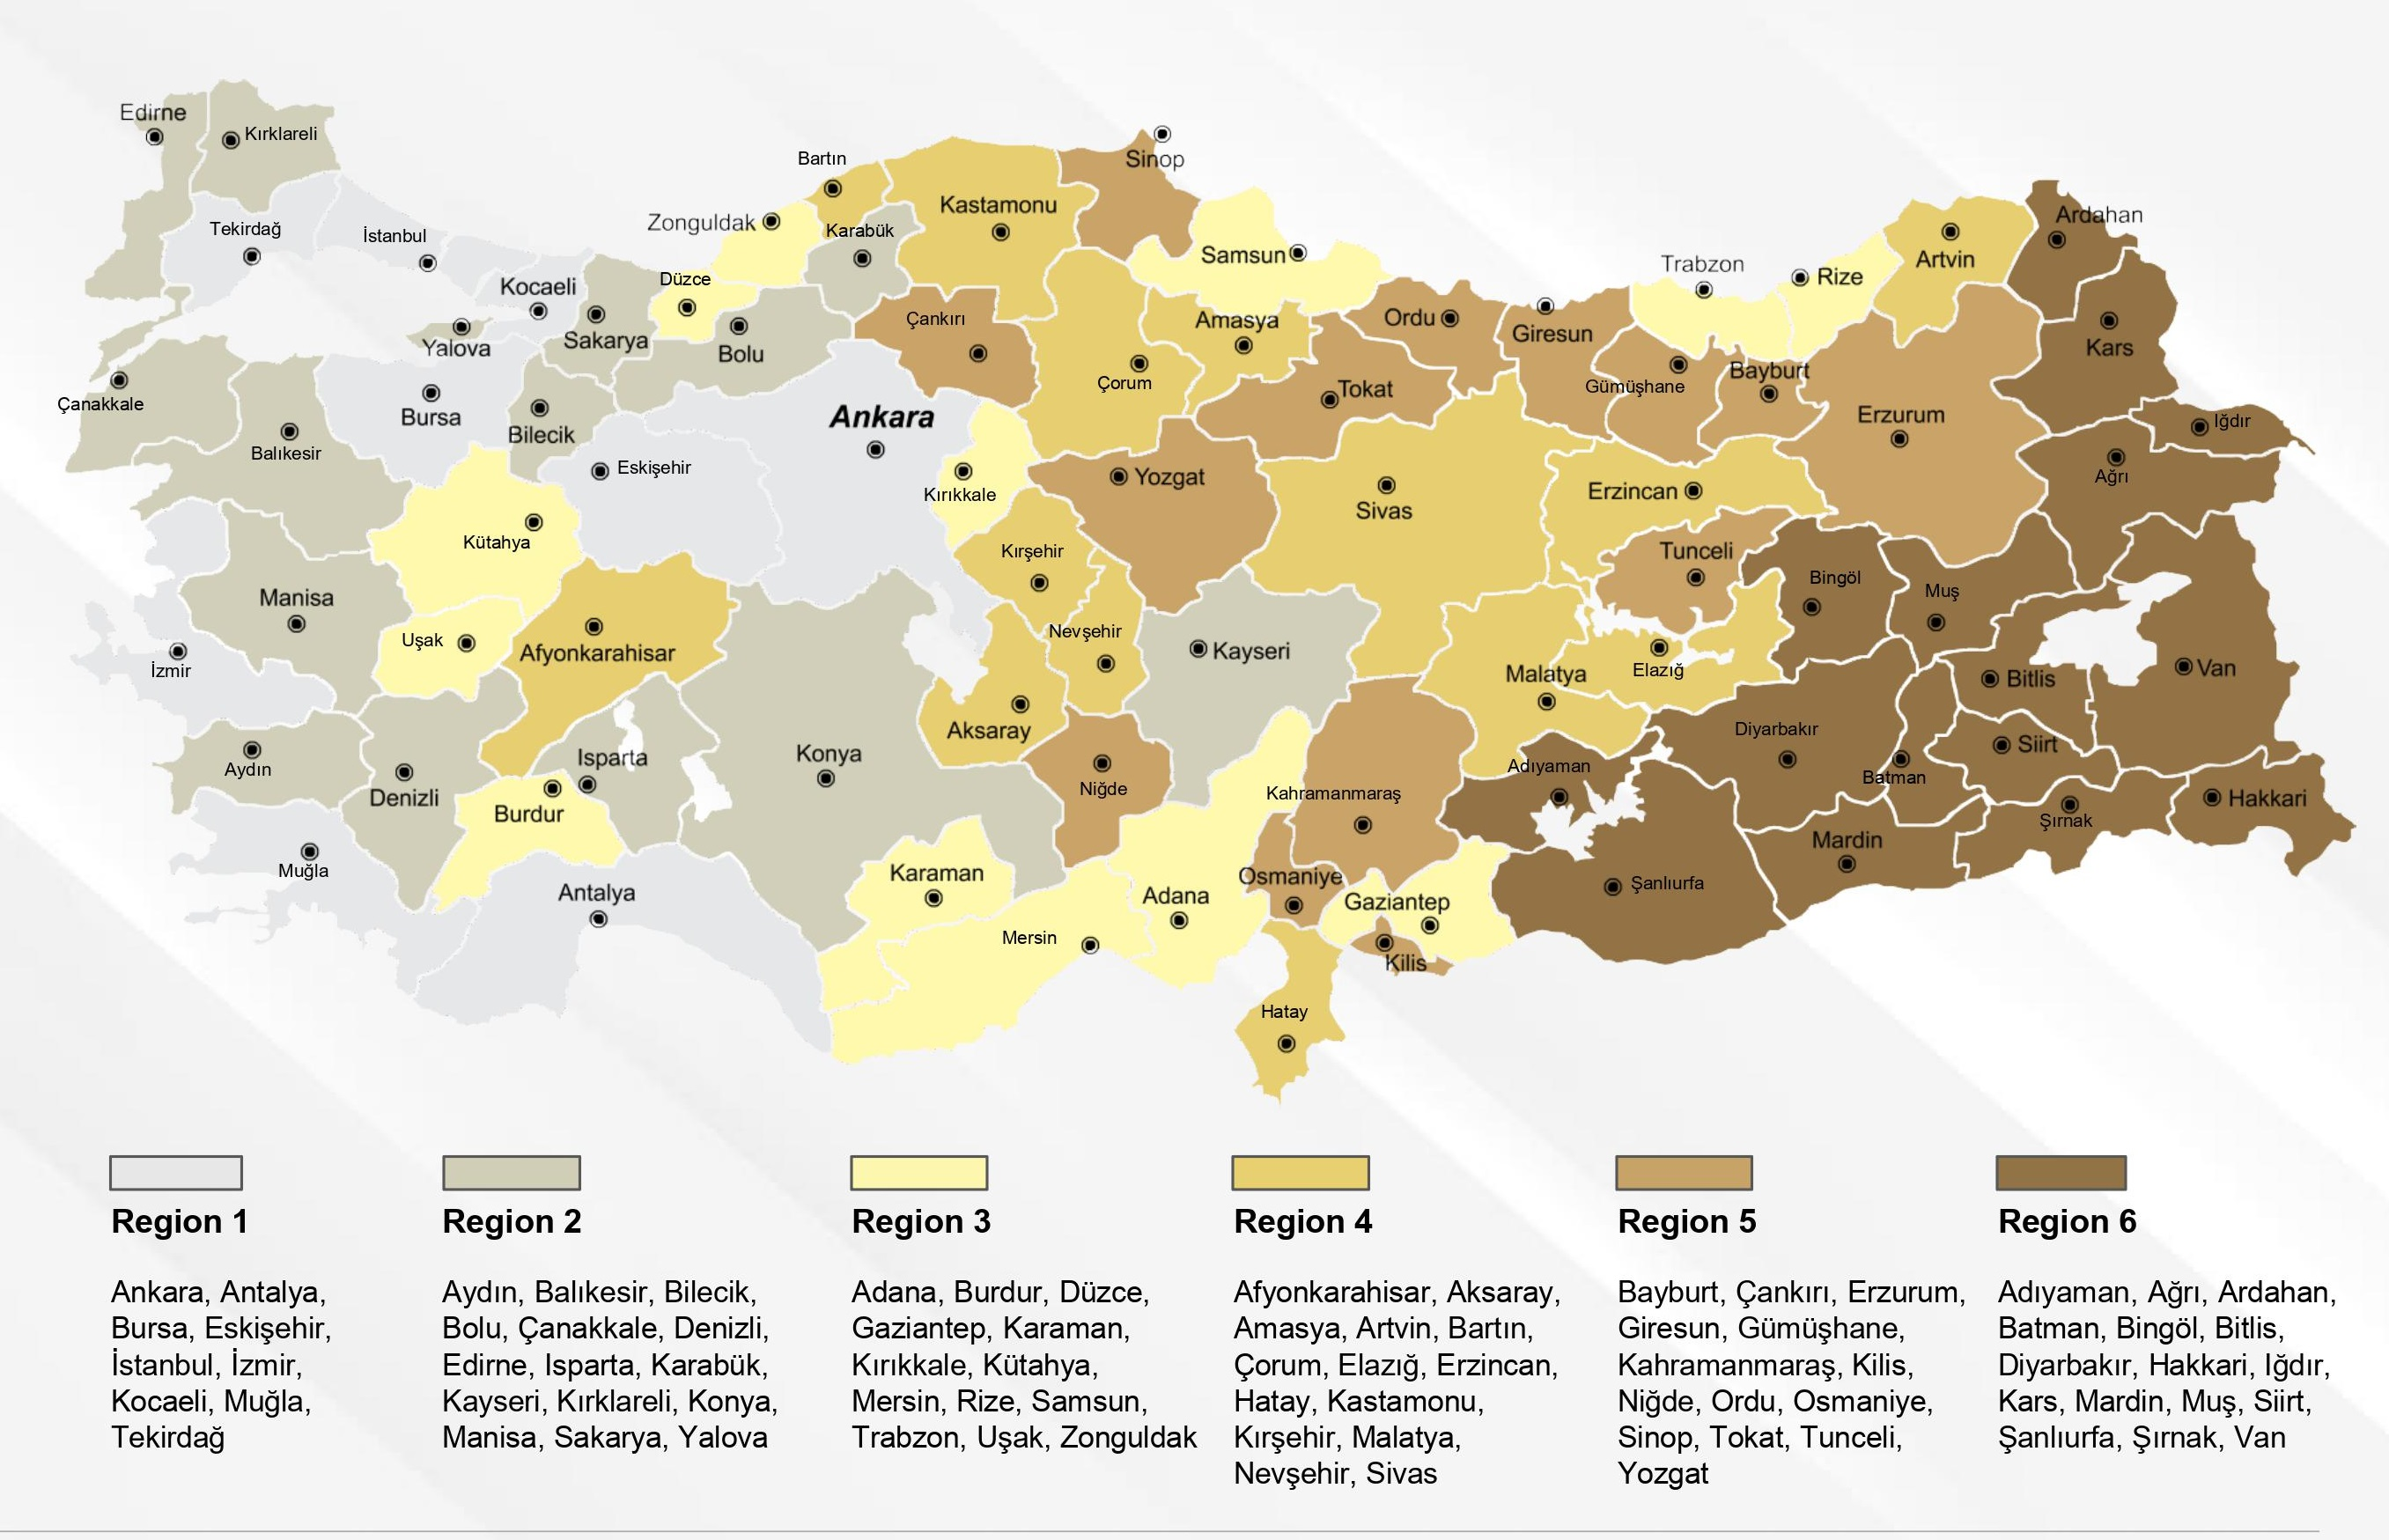 Edirne
Kırklareli
Tekirdağ
İstanbul
Kocaeli
Sakarya
Yalova
Düzce
Bolu
Zonguldak
Bartın
Karabük
Kastamonu
Sinop
Samsun
Çankırı
Çorum
Amasya
Tokat
Ordu
Giresun
Trabzon
Rize
Artvin
Ardahan
Kars
Gümüşhane
Bayburt
Erzurum
Iğdır
Ağrı
Çanakkale
Balıkesir
Bursa
Bilecik
Eskişehir
Ankara
Kırıkkale
Yozgat
Sivas
Erzincan
Tunceli
Bingöl
Muş
Kütahya
Manisa
Uşak
Afyonkarahisar
Kırşehir
Nevşehir
Kayseri
Malatya
Elazığ
Bitlis
Van
İzmir
Aydın
Denizli
Isparta
Burdur
Konya
Aksaray
Niğde
Kahramanmaraş
Adıyaman
Diyarbakır
Batman
Siirt
Şırnak
Hakkari
Muğla
Antalya
Karaman
Mersin
Adana
Osmaniye
Gaziantep
Kilis
Şanlıurfa
Mardin
Hatay
Region 1
Ankara, Antalya,
Bursa, Eskişehir,
İstanbul, İzmir,
Kocaeli, Muğla,
Tekirdağ
Region 2
Aydın, Balıkesir, Bilecik,
Bolu, Çanakkale, Denizli,
Edirne, Isparta, Karabük,
Kayseri, Kırklareli, Konya,
Manisa, Sakarya, Yalova
Region 3
Adana, Burdur, Düzce,
Gaziantep, Karaman,
Kırıkkale, Kütahya,
Mersin, Rize, Samsun,
Trabzon, Uşak, Zonguldak
Region 4
Afyonkarahisar, Aksaray,
Amasya, Artvin, Bartın,
Çorum, Elazığ, Erzincan,
Hatay, Kastamonu,
Kırşehir, Malatya,
Nevşehir, Sivas
Region 5
Bayburt, Çankırı, Erzurum,
Giresun, Gümüşhane,
Kahramanmaraş, Kilis,
Niğde, Ordu, Osmaniye,
Sinop, Tokat, Tunceli,
Yozgat
Region 6
Adıyaman, Ağrı, Ardahan,
Batman, Bingöl, Bitlis,
Diyarbakır, Hakkari, Iğdır,
Kars, Mardin, Muş, Siirt,
Şanlıurfa, Şırnak, Van